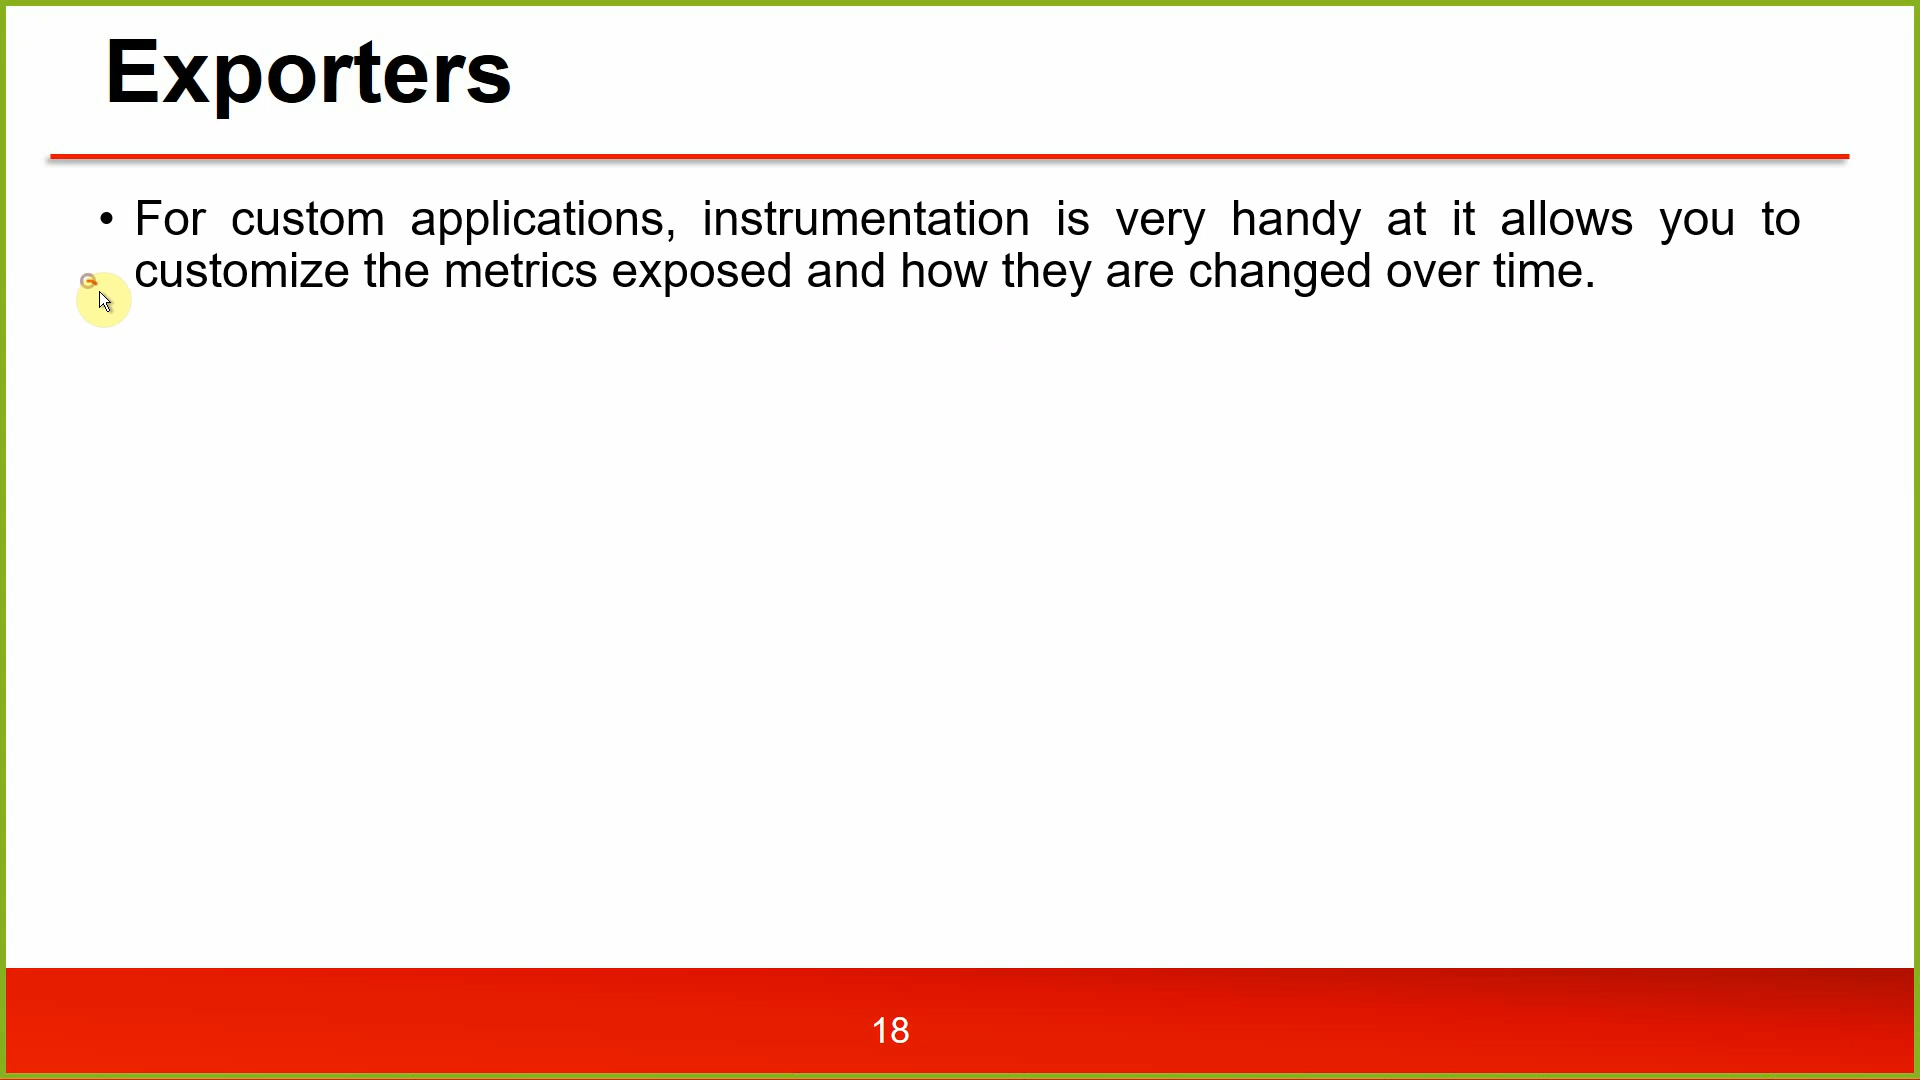 Exporters
• For custom applications, instrumentation is very handy at it allows you to
customize the metrics exposed and how they are changed over time.
18